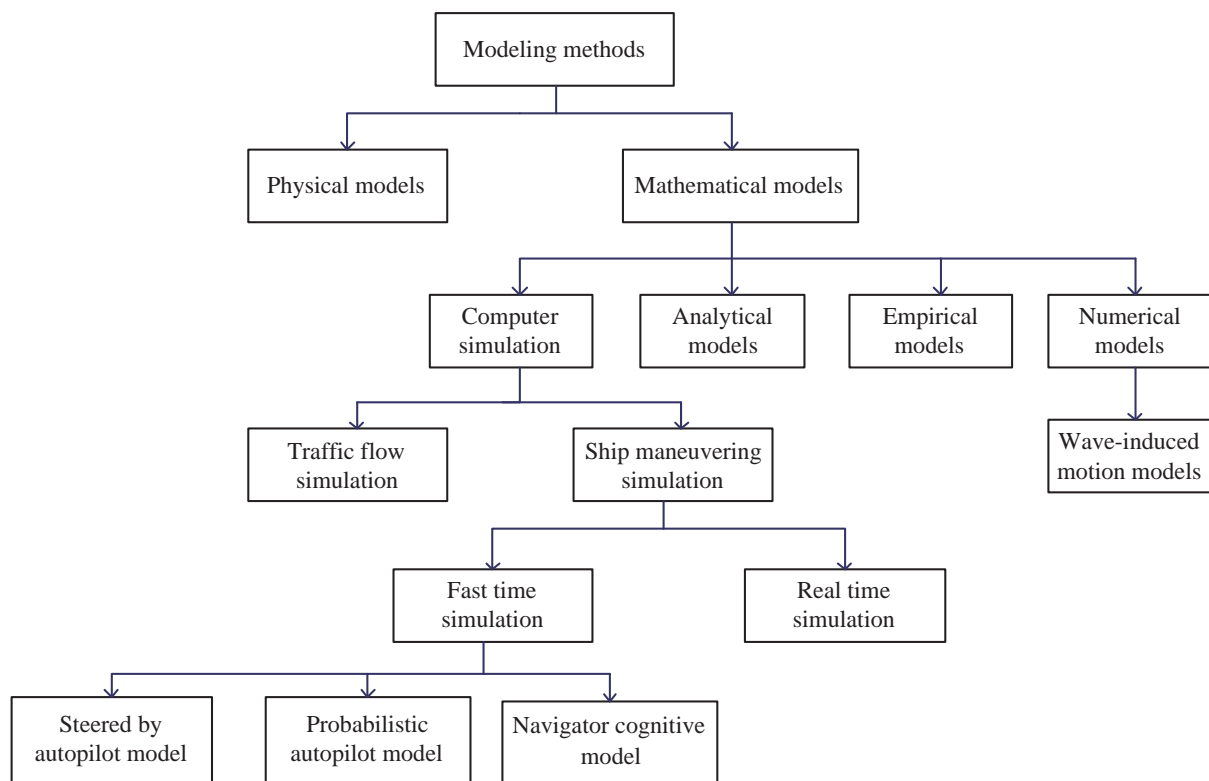 Modeling methods
Physical models
Mathematical models
Computer
simulation
Analytical
models
Empirical
models
Numerical
models
Traffic flow
simulation
Ship maneuvering
simulation
Wave-induced
motion models
Fast time
simulation
Real time
simulation
Steered by
autopilot model
Probabilistic
autopilot model
Navigator cognitive
model